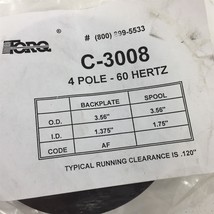 TORQ
# (800) 899-5533
C-3008
4 POLE - 60 HERTZ
BACKPLATE SPOOL
O.D. 3.56" 3.56"
I.D. 1.375" 1.75"
CODE AF
TYPICAL RUNNING CLEARANCE IS .120"